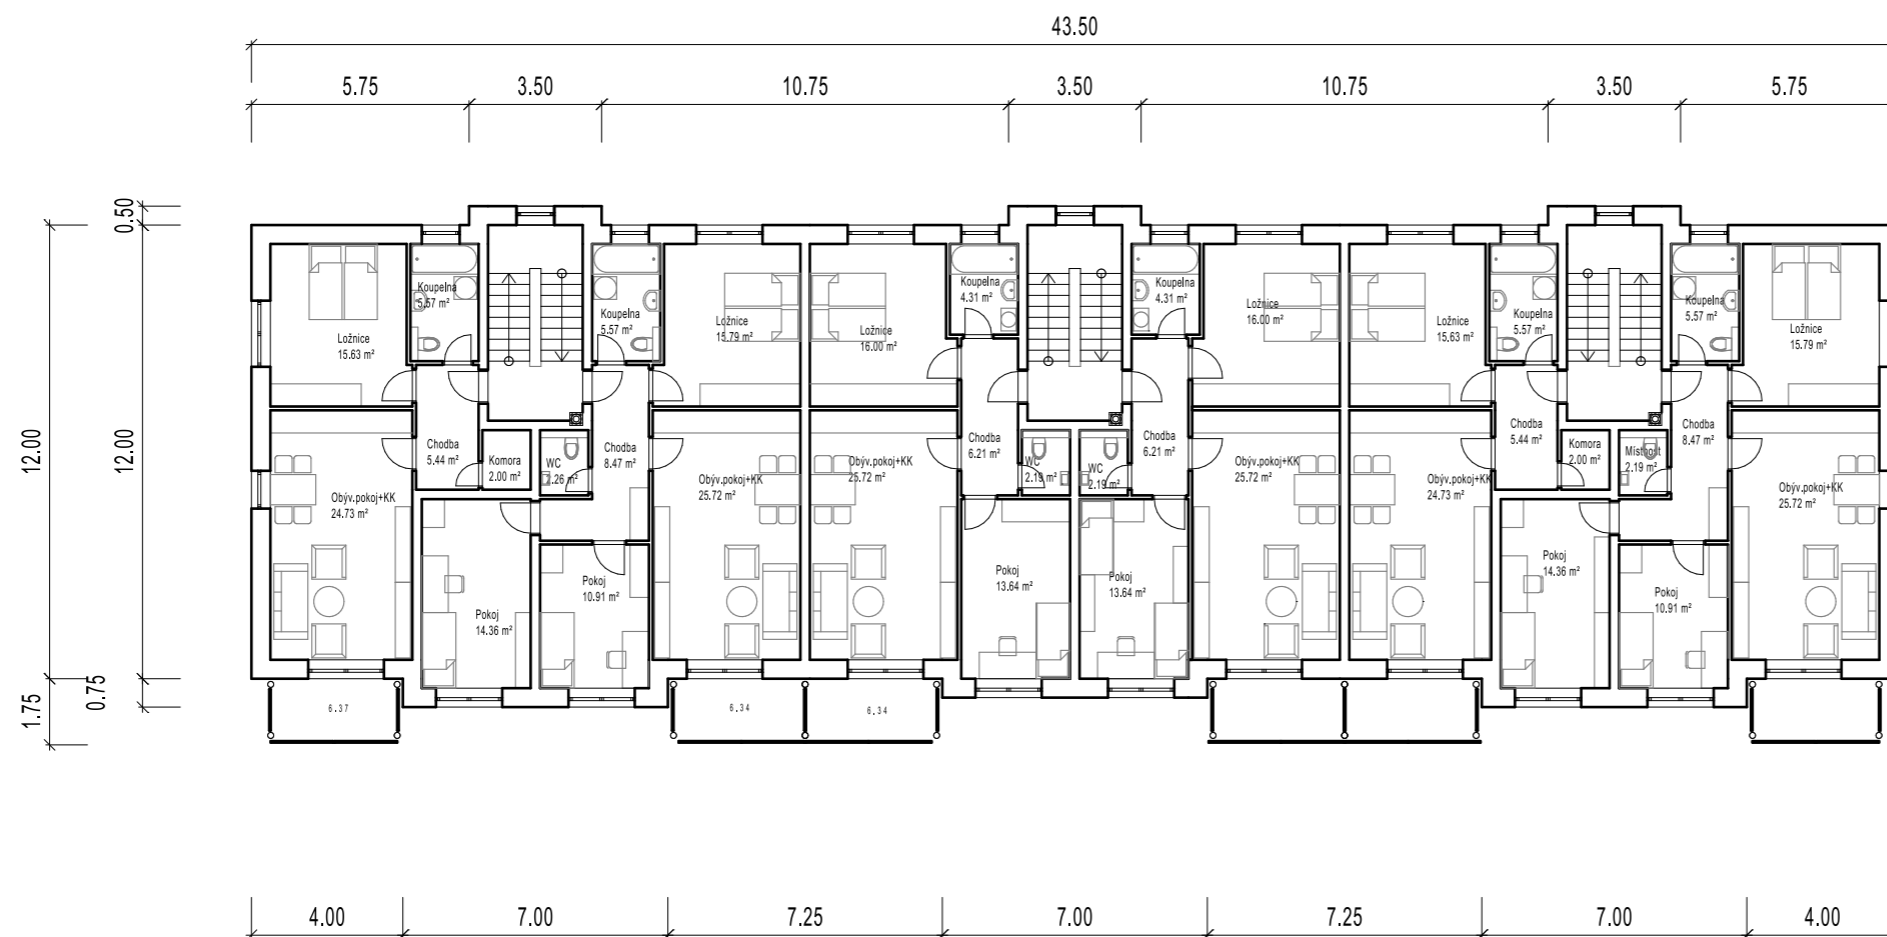 43.50
5.75 3.50 10.75 3.50 10.75 3.50 5.75
0.50
12.00 12.00
0.75
1.75
Koupelna
5.57 m²
Ložnice
15.63 m²
Koupelna
5.57 m²
Ložnice
15.79 m²
Ložnice
16.00 m²
Koupelna
4.31 m²
Koupelna
4.31 m²
Ložnice
16.00 m²
Ložnice
15,63 m²
Koupelna
5.57 m²
Koupelna
5.57 m²
Ložnice
15.79 m²
Chodba
5.44 m²
Komora
2.00 m²
WC
2.26 m²
Chodba
8.47 m²
Chodba
6.21 m²
WC
2.19 m²
WC
2.19 m²
Chodba
6.21 m²
Chodba
5.44 m²
Komora
2.00 m²
Místnost
2.19 m²
Chodba
8.47 m²
Obýv.pokoj+KK
24.73 m²
Obýv.pokoj+KK
25.72 m²
Obýv.pokoj+KK
25.72 m²
Obýv.pokoj+KK
25.72 m²
Obýv.pokoj+KK
24.73 m²
Obýv.pokoj+KK
25.72 m²
Pokoj
14.36 m²
Pokoj
10.91 m²
Pokoj
13.64 m²
Pokoj
13.64 m²
Pokoj
14.36 m²
Pokoj
10.91 m²
6.37 6.34 6.34
4.00 7.00 7.25 7.00 7.25 7.00 4.00